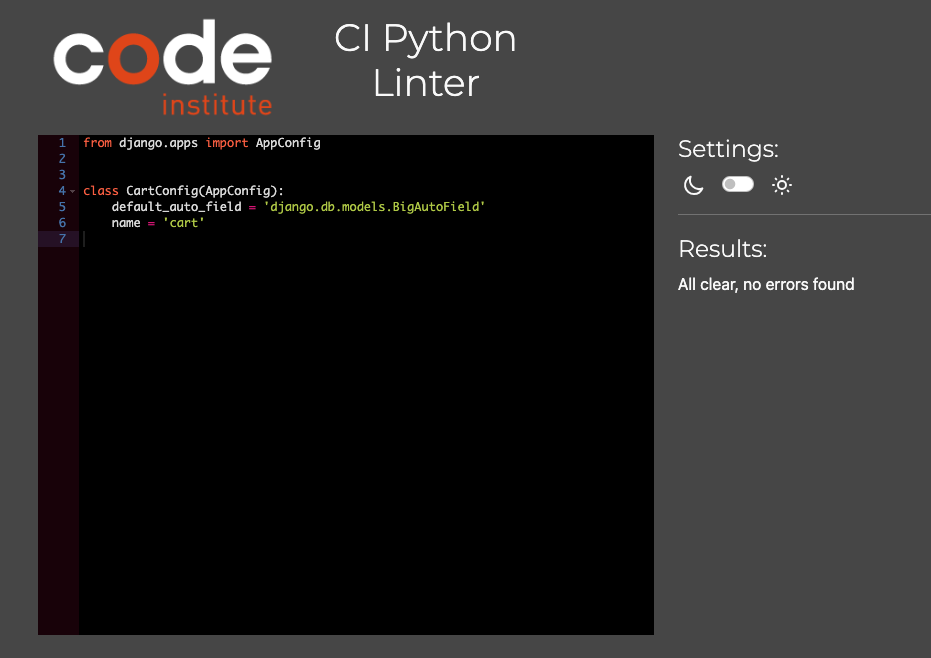 code
institute
CI Python
Linter
1 from django.apps import AppConfig
2
3
4 class CartConfig(AppConfig):
5     default_auto_field = 'django.db.models.BigAutoField'
6     name = 'cart'
7
Settings:
Results:
All clear, no errors found